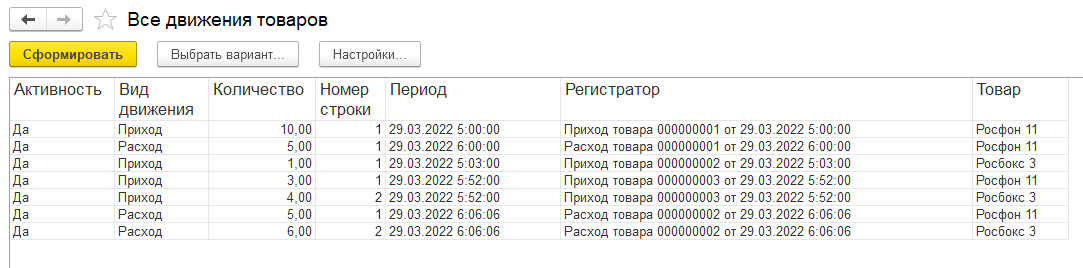 Все движения товаров
Сформировать Выбрать вариант... Настройки...
Активность Вид движения Количество Номер строки Период Регистратор Товар
Да Приход 10,00 1 29.03.2022 5:00:00 Приход товара 000000001 от 29.03.2022 5:00:00 Росфон 11
Да Расход 5,00 1 29.03.2022 6:00:00 Расход товара 000000001 от 29.03.2022 6:00:00 Росфон 11
Да Приход 1,00 1 29.03.2022 5:03:00 Приход товара 000000002 от 29.03.2022 5:03:00 Росбокс 3
Да Приход 3,00 1 29.03.2022 5:52:00 Приход товара 000000003 от 29.03.2022 5:52:00 Росфон 11
Да Приход 4,00 2 29.03.2022 5:52:00 Приход товара 000000003 от 29.03.2022 5:52:00 Росбокс 3
Да Расход 5,00 1 29.03.2022 6:06:06 Расход товара 000000002 от 29.03.2022 6:06:06 Росфон 11
Да Расход 6,00 2 29.03.2022 6:06:06 Расход товара 000000002 от 29.03.2022 6:06:06 Росбокс 3